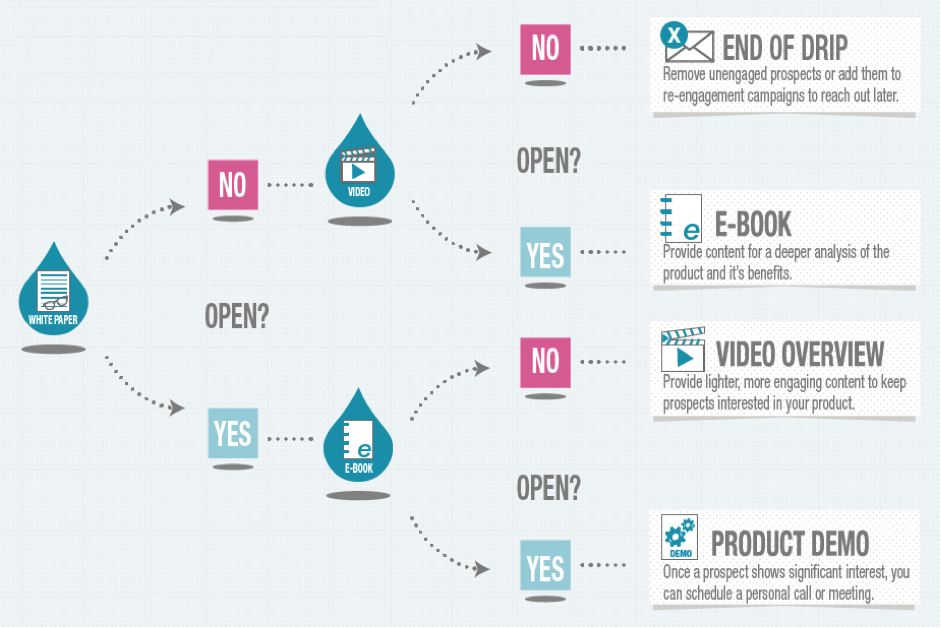 NO
X
END OF DRIP
Remove unengaged prospects or add them to
re-engagement campaigns to reach out later.
OPEN?
NO
VIDEO
YES
e
E-BOOK
Provide content for a deeper analysis of the
product and it's benefits.
WHITE PAPER
OPEN?
NO
VIDEO OVERVIEW
Provide lighter, more engaging content to keep
prospects interested in your product.
YES
e
E-BOOK
OPEN?
YES
DEMO
PRODUCT DEMO
Once a prospect shows significant interest, you
can schedule a personal call or meeting.